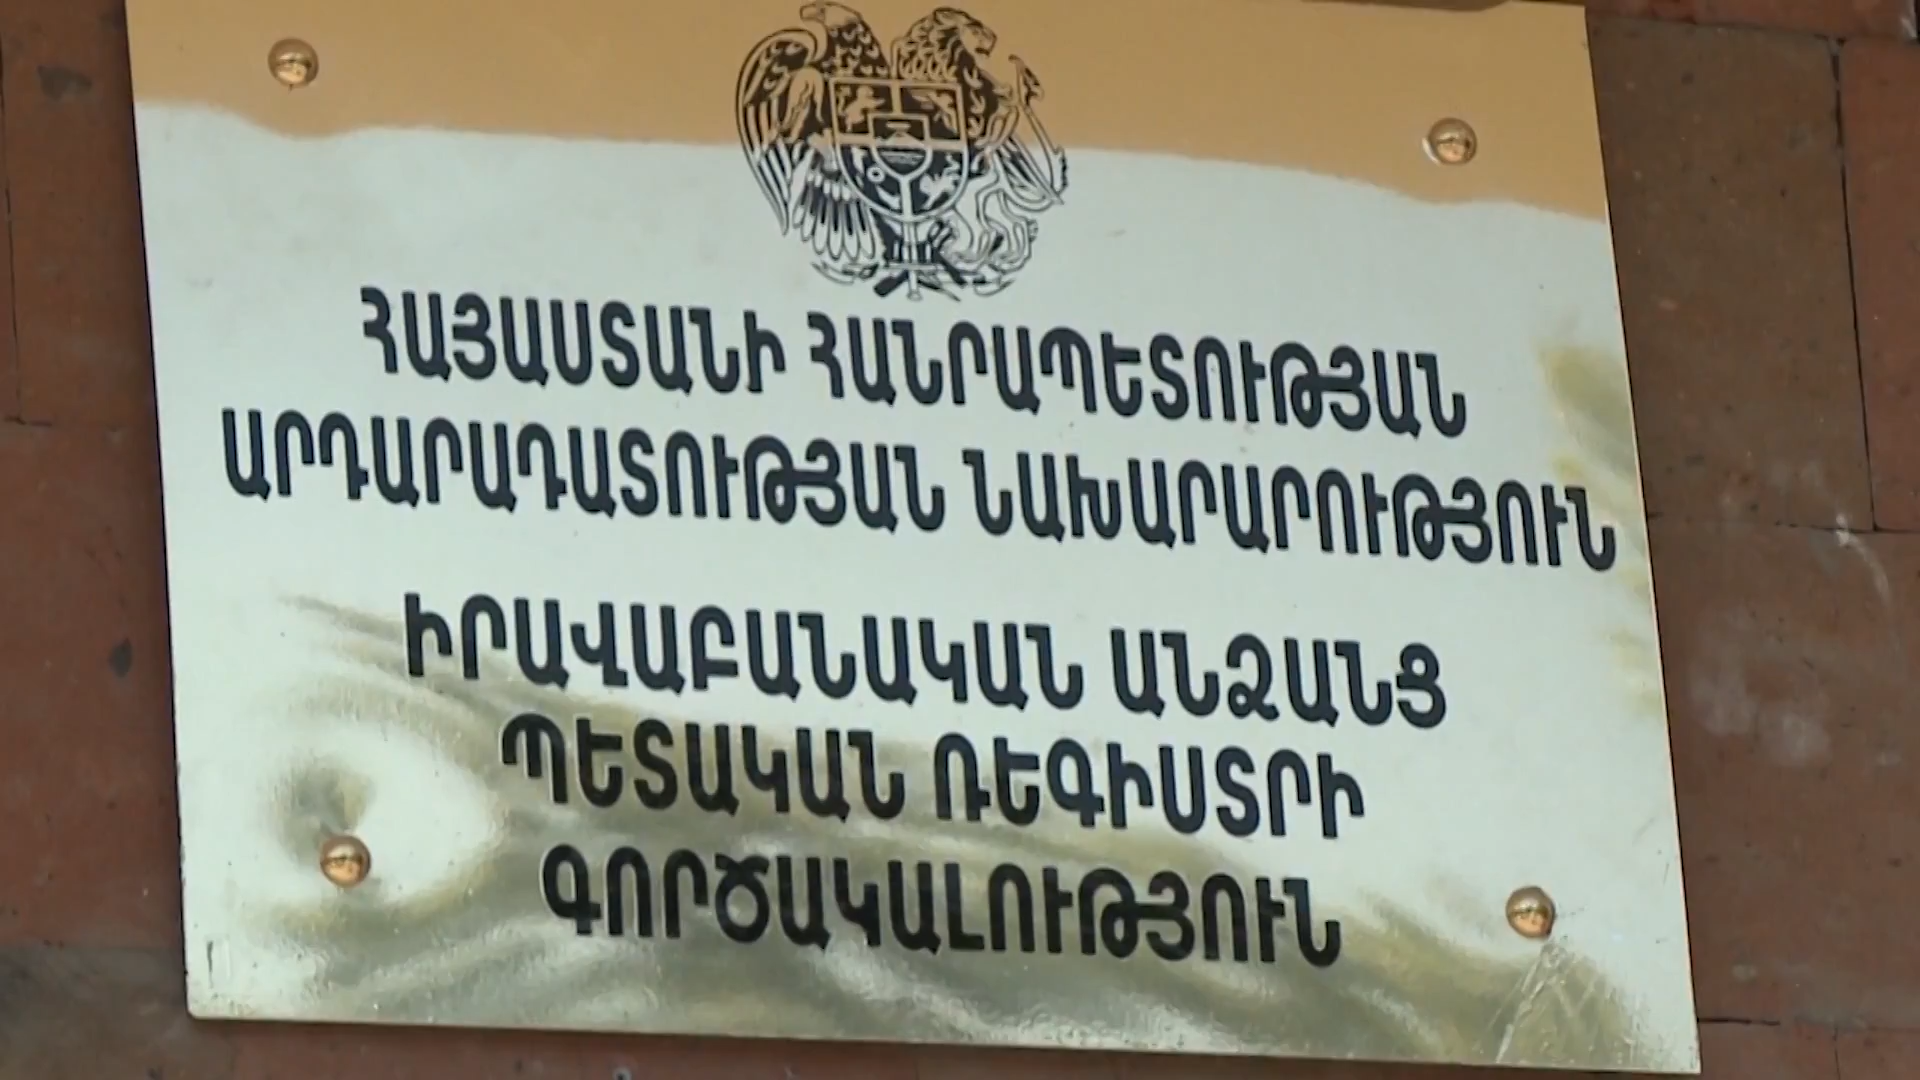 ՀԱՅԱՍՏԱՆԻ ՀԱՆՐԱՊԵՏՈՒԹՅԱՆ
ԱՐԴԱՐԱԴԱՏՈՒԹՅԱՆ ՆԱԽԱՐԱՐՈՒԹՅՈՒՆ
ԻՐԱՎԱԲԱՆԱԿԱՆ ԱՆՁԱՆՑ
ՊԵՏԱԿԱՆ ՌԵԳԻՍՏՐԻ
ԳՈՐԾԱԿԱԼՈՒԹՅՈՒՆ